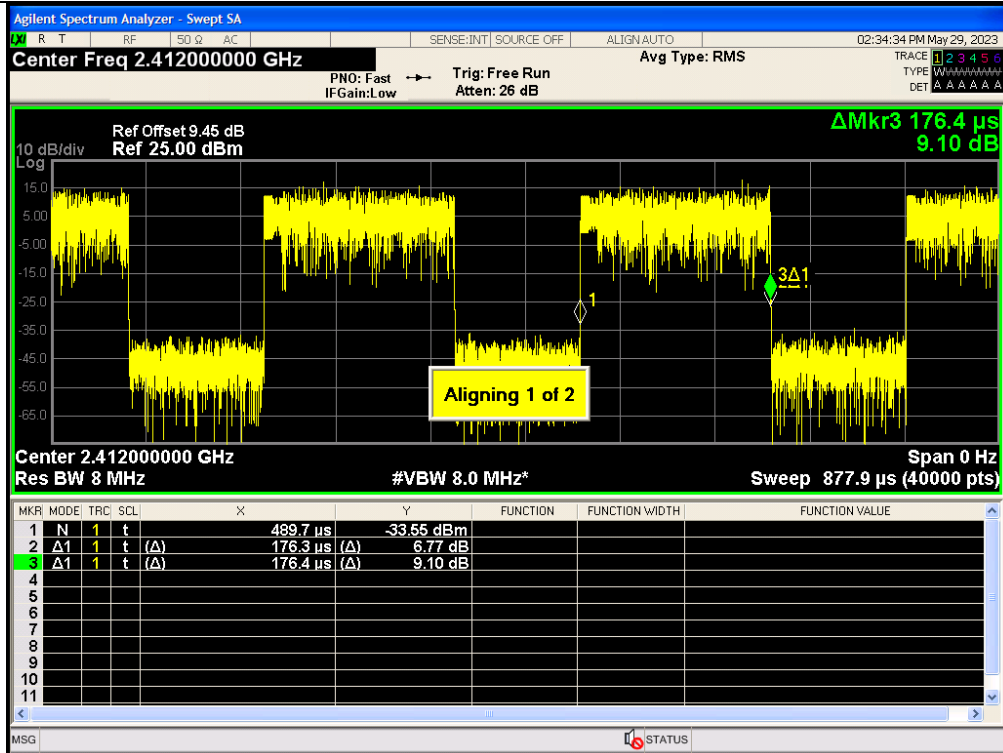 Agilent Spectrum Analyzer - Swept SA
LXI R T RF 50 Ω AC SENSE:INT SOURCE OFF ALIGN AUTO 02:34:34 PM May 29, 2023
Center Freq 2.412000000 GHz Avg Type: RMS TRACE 1 2 3 4 5 6
PNO: Fast Trig: Free Run TYPE W
IFGain:Low Atten: 26 dB DET A A A A A A
ΔMkr3 176.4 µs
Ref Offset 9.45 dB
10 dB/div Ref 25.00 dBm 9.10 dB
Log
15.0
5.00
-5.00
-15.0
3Δ1
-25.0
1
-35.0
-45.0
-55.0
Aligning 1 of 2
-65.0
Center 2.412000000 GHz Span 0 Hz
Res BW 8 MHz #VBW 8.0 MHz* Sweep 877.9 µs (40000 pts)
MKR MODE TRC SCL X Y FUNCTION FUNCTION WIDTH FUNCTION VALUE
1 N 1 t 489.7 µs -33.55 dBm
2 Δ1 1 t (Δ) 176.3 µs (Δ) 6.77 dB
3 Δ1 1 t (Δ) 176.4 µs (Δ) 9.10 dB
4
5
6
7
8
9
10
11
MSG STATUS